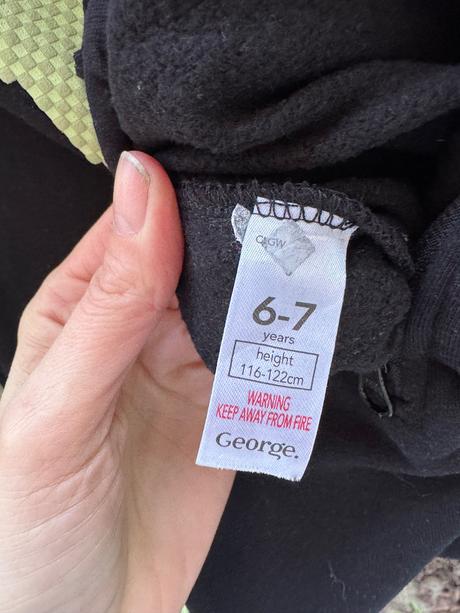 6-7
years
height
116-122cm
WARNING
KEEP AWAY FROM FIRE
George.